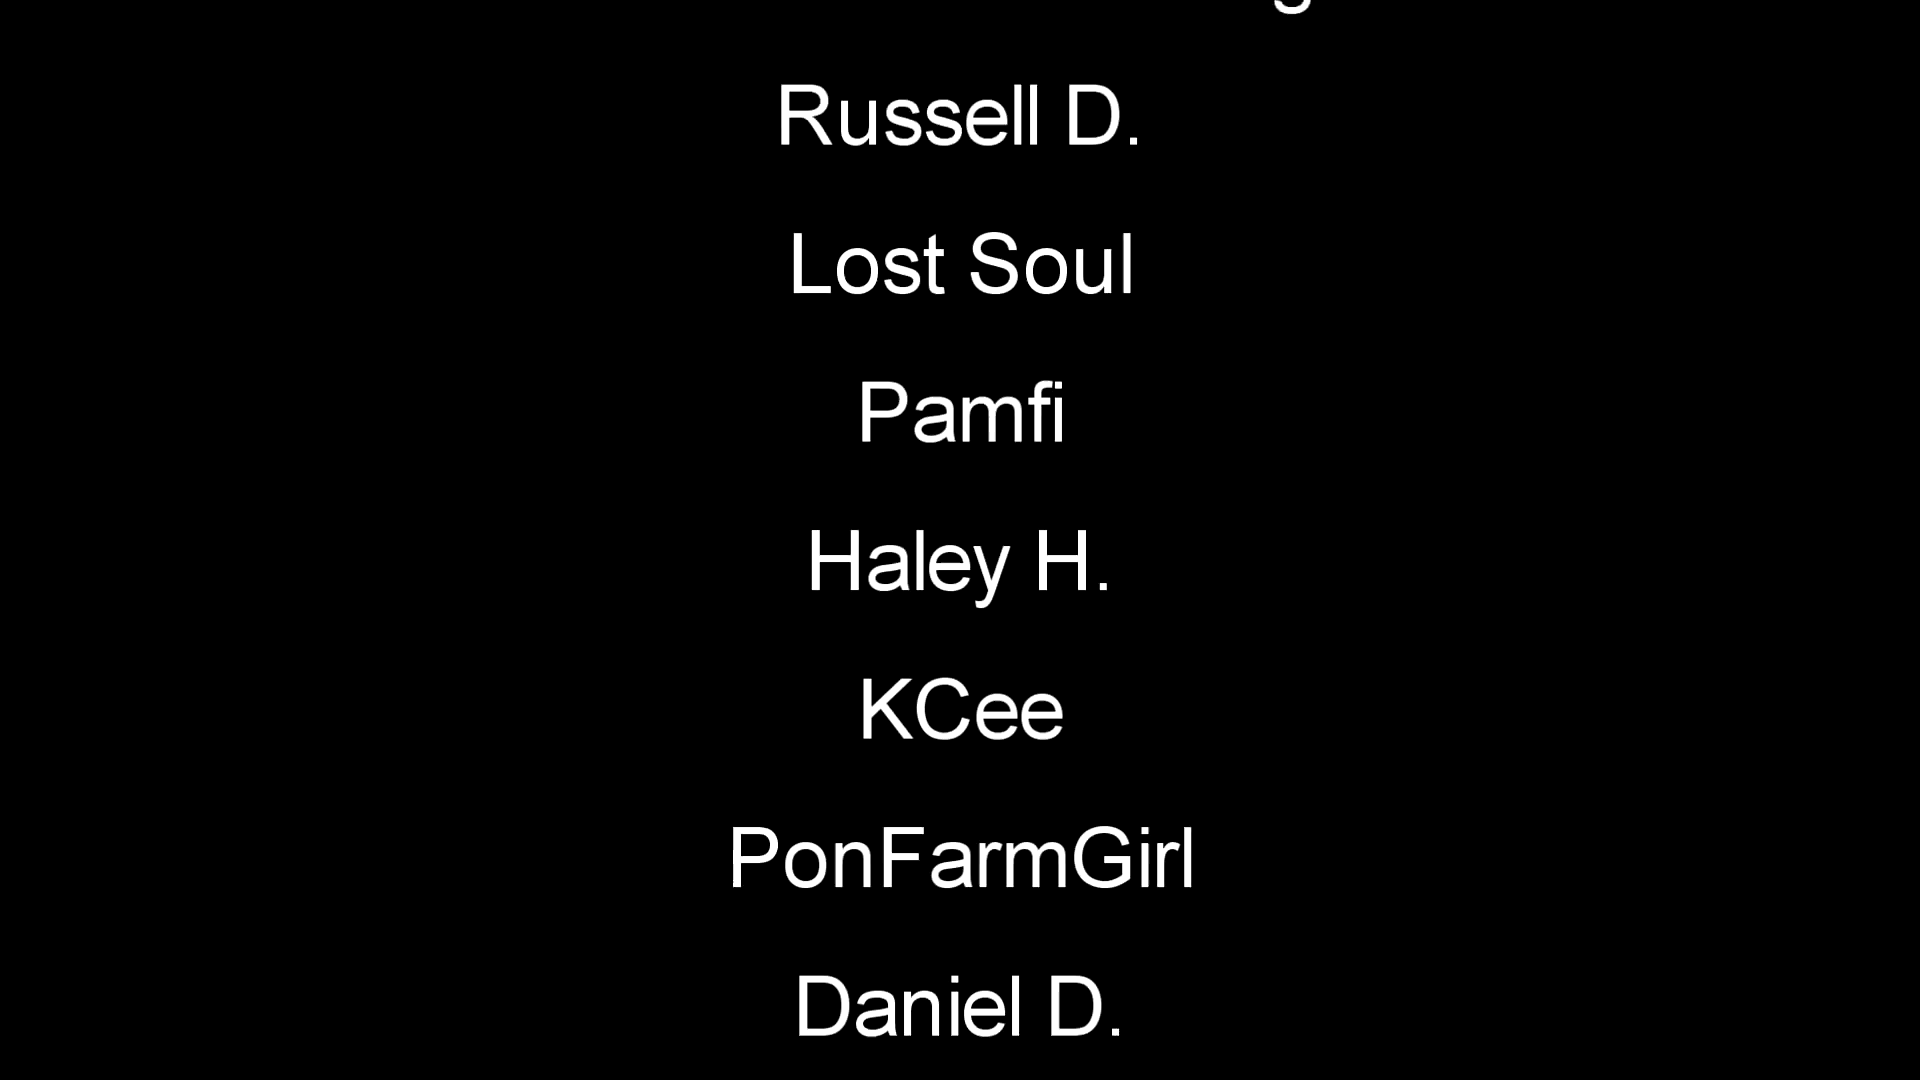 Russell D.
Lost Soul
Pamfi
Haley H.
KCee
PonFarmGirl
Daniel D.